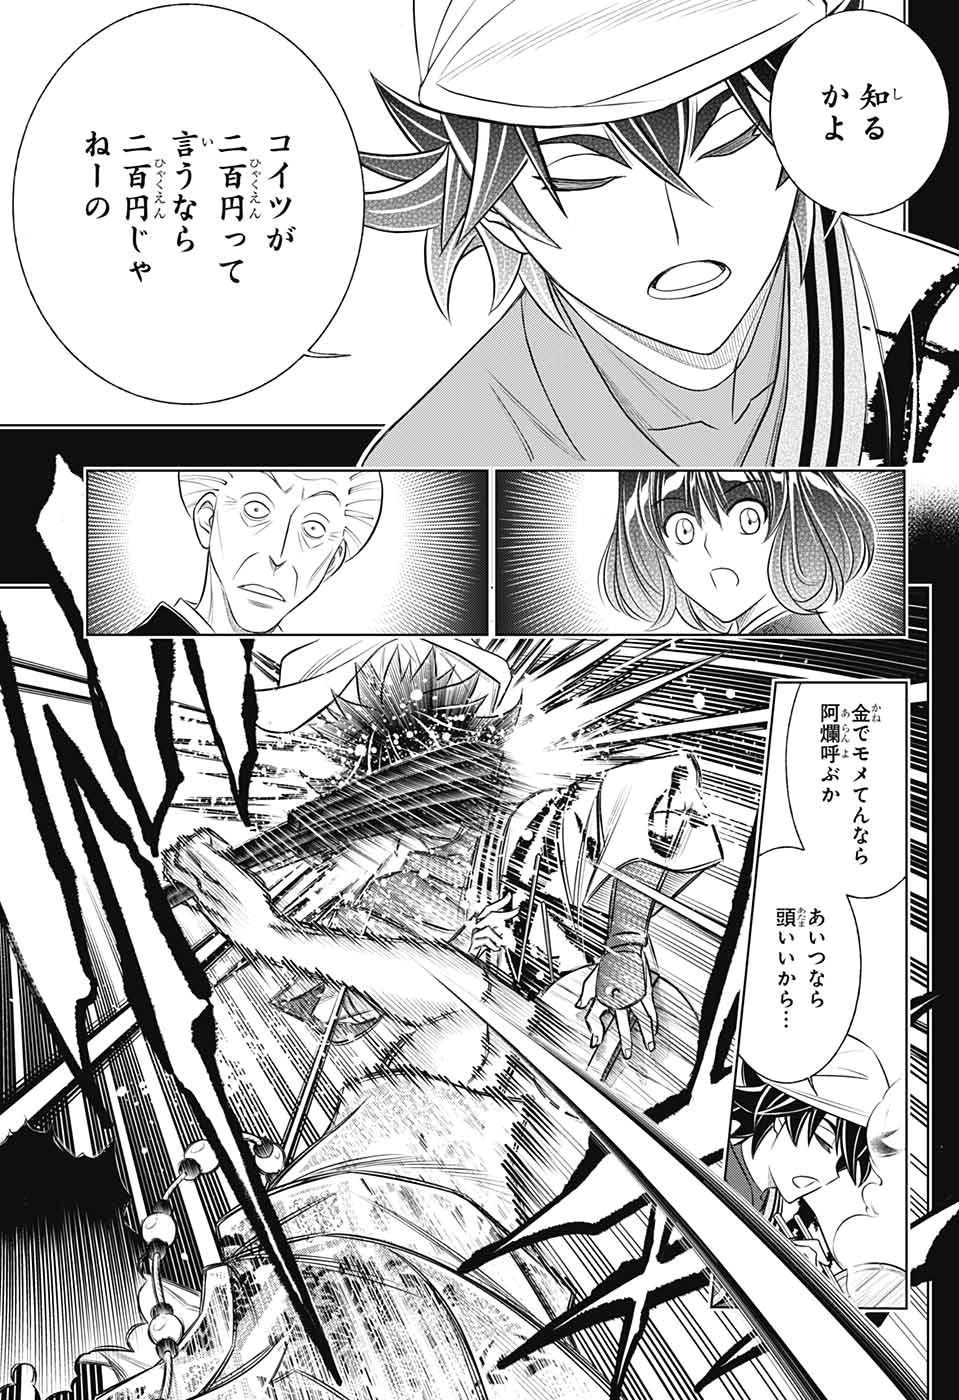 知る
かよ
コイツが
二百円って
言うなら
二百円じゃ
ねーの
金でモメてんなら
阿爛呼ぶか
あいつなら
頭いいから…